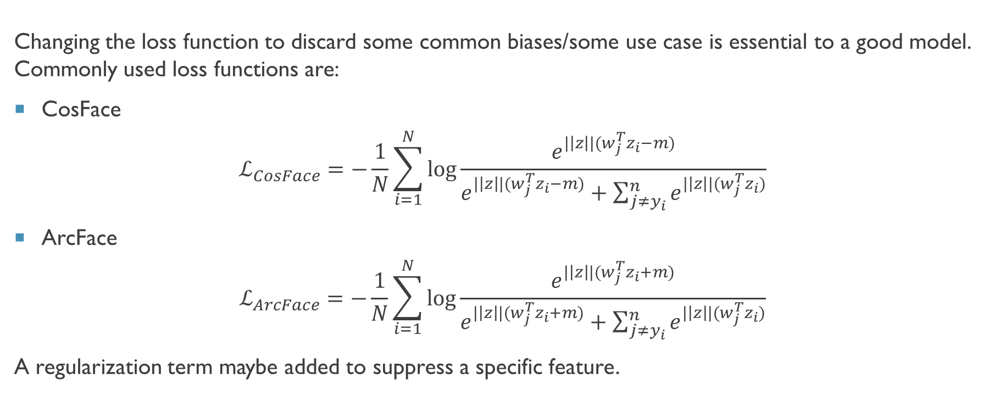 Changing the loss function to discard some common biases/some use case is essential to a good model.
Commonly used loss functions are:
▪ CosFace
$$\mathcal{L}_{CosFace} = -\frac{1}{N}\sum_{i=1}^{N}\log\frac{e^{||z||(w_j^T z_i - m)}}{e^{||z||(w_j^T z_i - m)} + \sum_{j\neq y_i}^{n} e^{||z||(w_j^T z_i)}}$$
▪ ArcFace
$$\mathcal{L}_{ArcFace} = -\frac{1}{N}\sum_{i=1}^{N}\log\frac{e^{||z||(w_j^T z_i + m)}}{e^{||z||(w_j^T z_i + m)} + \sum_{j\neq y_i}^{n} e^{||z||(w_j^T z_i)}}$$
A regularization term maybe added to suppress a specific feature.